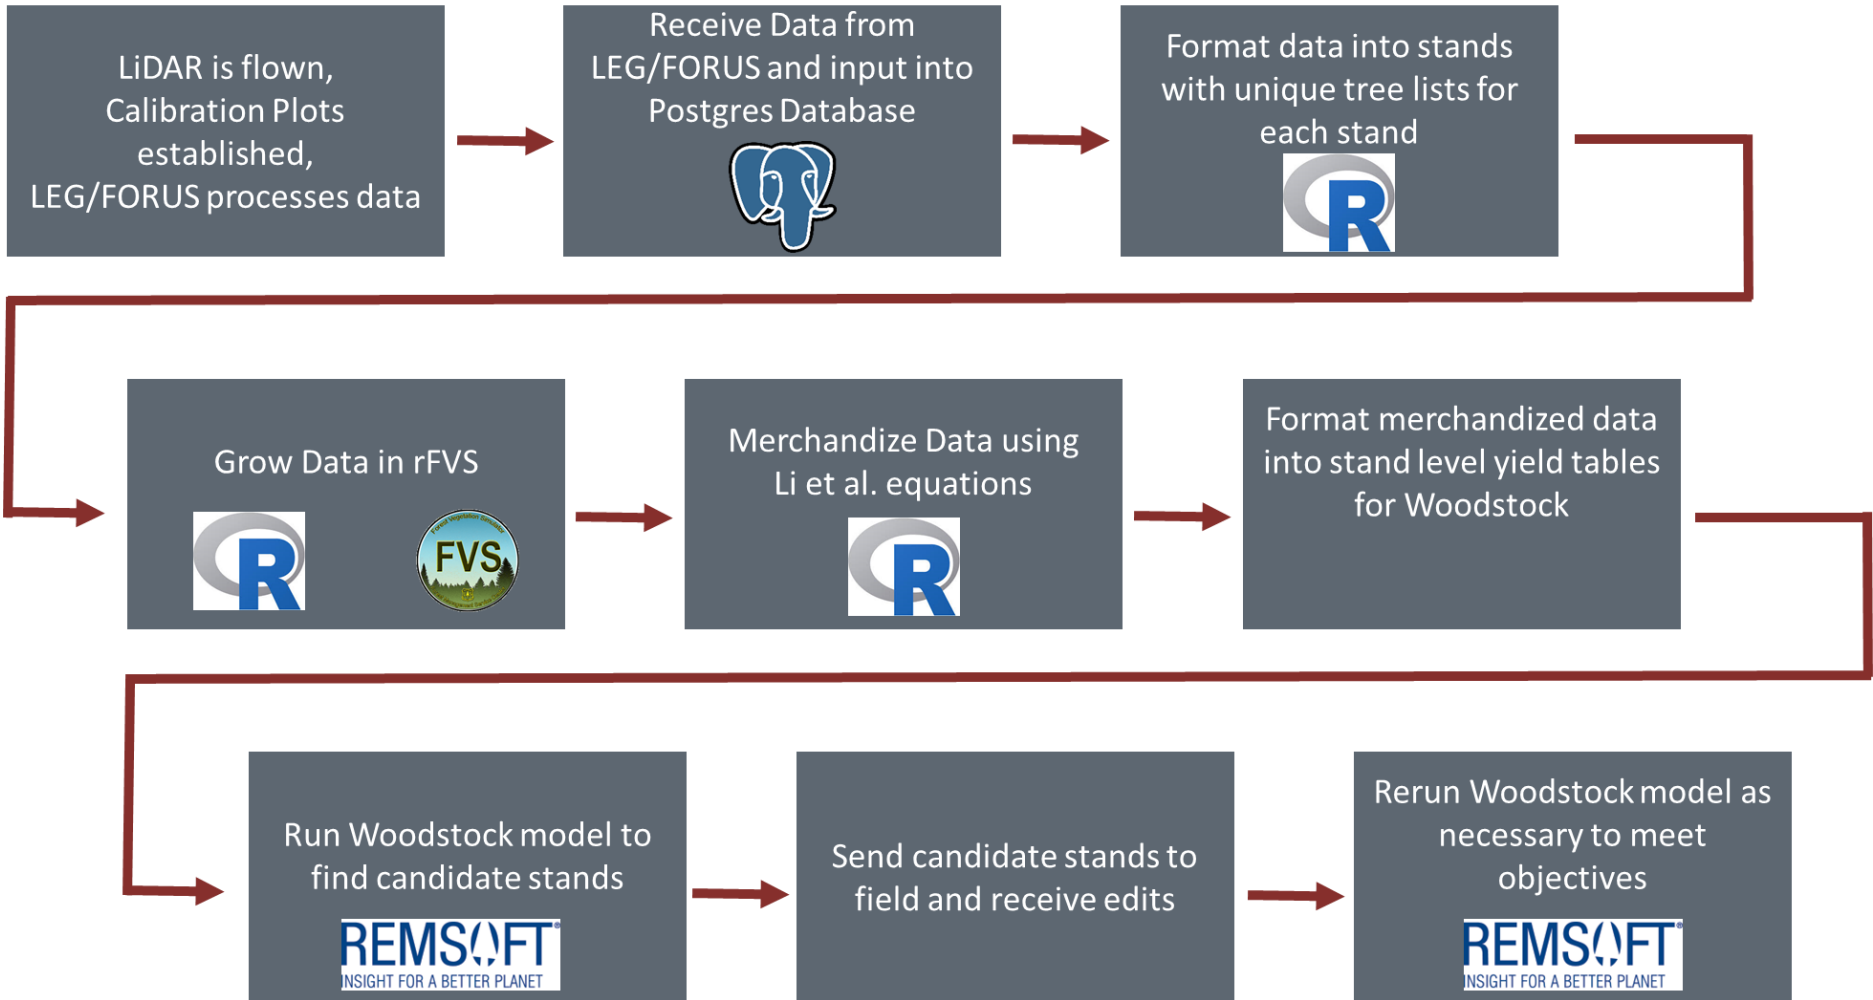 LiDAR is flown,
Calibration Plots
established,
LEG/FORUS processes data
Receive Data from
LEG/FORUS and input into
Postgres Database
Format data into stands
with unique tree lists for
each stand
R
Grow Data in rFVS
R
FVS
Merchandize Data using
Li et al. equations
R
Format merchandized data
into stand level yield tables
for Woodstock
Run Woodstock model to
find candidate stands
REMSOFT®
INSIGHT FOR A BETTER PLANET
Send candidate stands to
field and receive edits
Rerun Woodstock model as
necessary to meet
objectives
REMSOFT®
INSIGHT FOR A BETTER PLANET